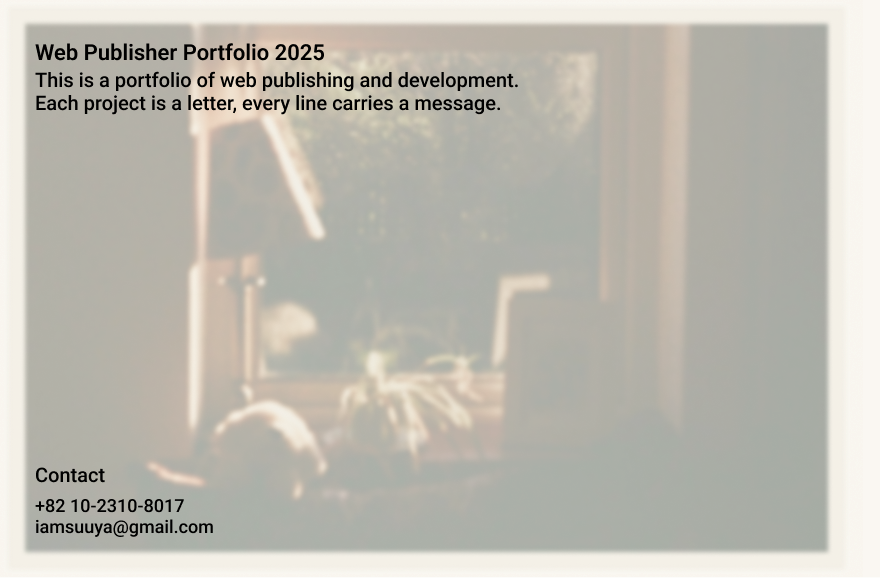 Web Publisher Portfolio 2025
This is a portfolio of web publishing and development.
Each project is a letter, every line carries a message.
Contact
+82 10-2310-8017
iamsuuya@gmail.com